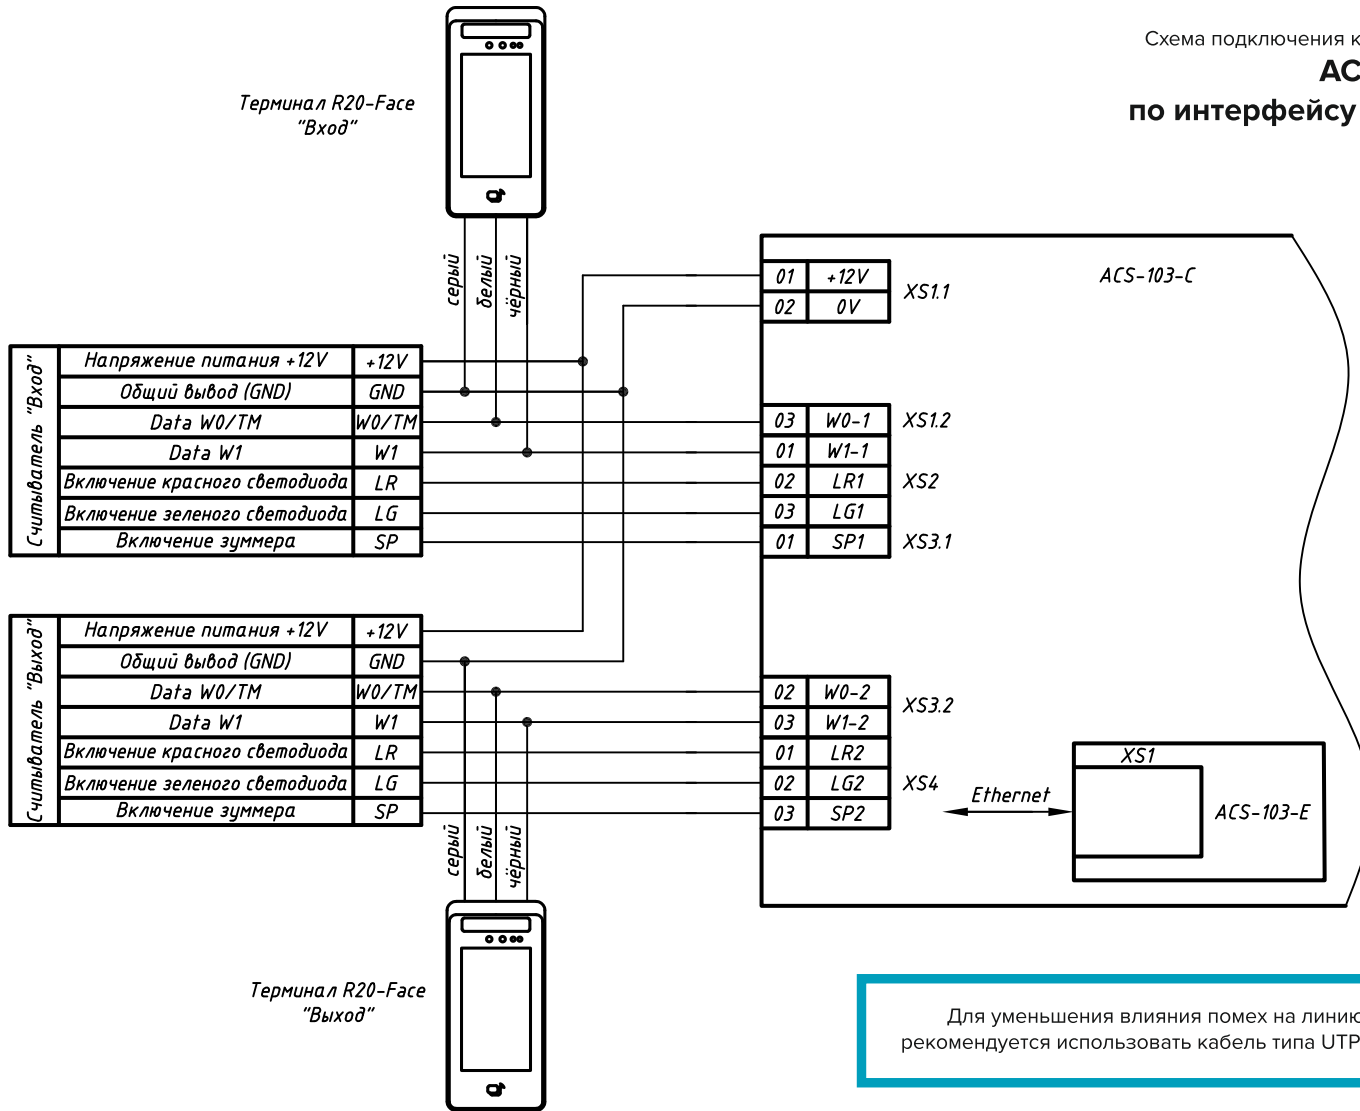 Схема подключения к
АС
по интерфейсу
Терминал R20-Face
"Вход"
серый
белый
чёрный
Считыватель "Вход"
Напряжение питания +12V +12V
Общий вывод (GND) GND
Data W0/TM W0/TM
Data W1 W1
Включение красного светодиода LR
Включение зеленого светодиода LG
Включение зуммера SP
Считыватель "Выход"
Напряжение питания +12V +12V
Общий вывод (GND) GND
Data W0/TM W0/TM
Data W1 W1
Включение красного светодиода LR
Включение зеленого светодиода LG
Включение зуммера SP
серый
белый
чёрный
Терминал R20-Face
"Выход"
ACS-103-C
01 +12V
02 0V
XS1.1
03 W0-1 XS1.2
01 W1-1
02 LR1 XS2
03 LG1
01 SP1 XS3.1
02 W0-2
03 W1-2
XS3.2
01 LR2
02 LG2 XS4
03 SP2
Ethernet
XS1
ACS-103-E
Для уменьшения влияния помех на линию
рекомендуется использовать кабель типа UTP